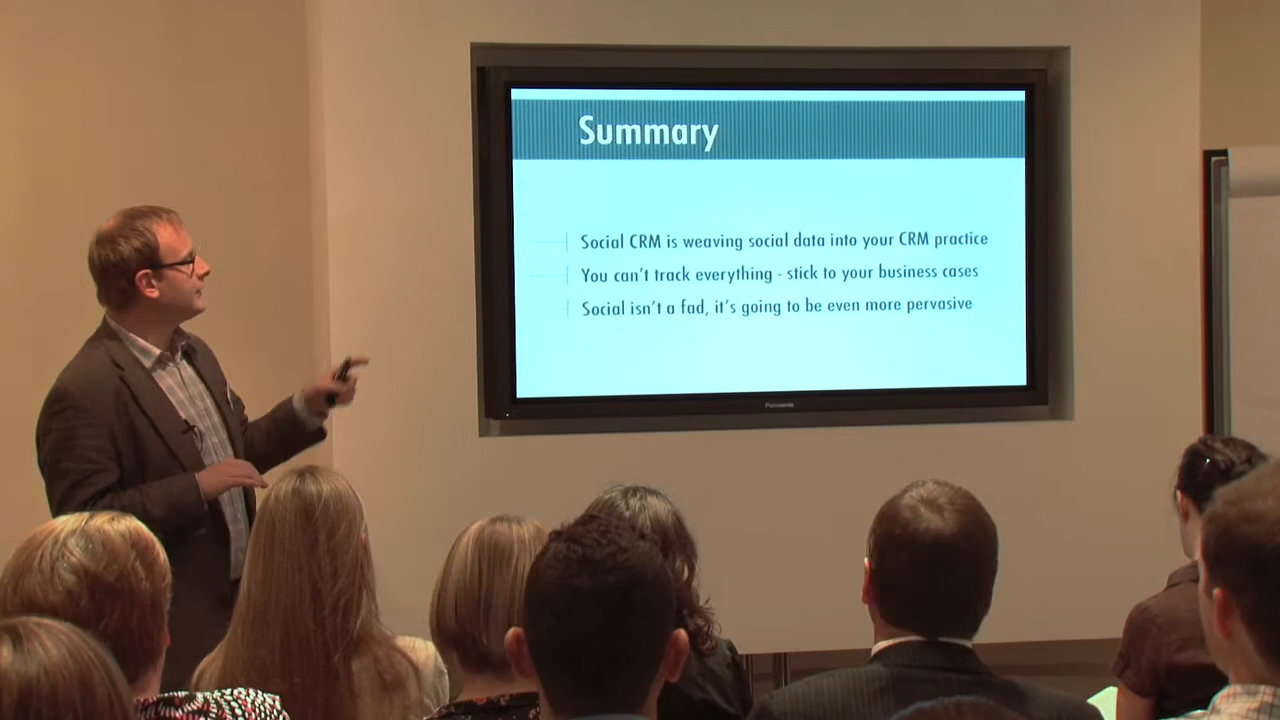 Summary
Social CRM is weaving social data into your CRM practice
You can't track everything - stick to your business cases
Social isn't a fad, it's going to be even more pervasive
Panasonic